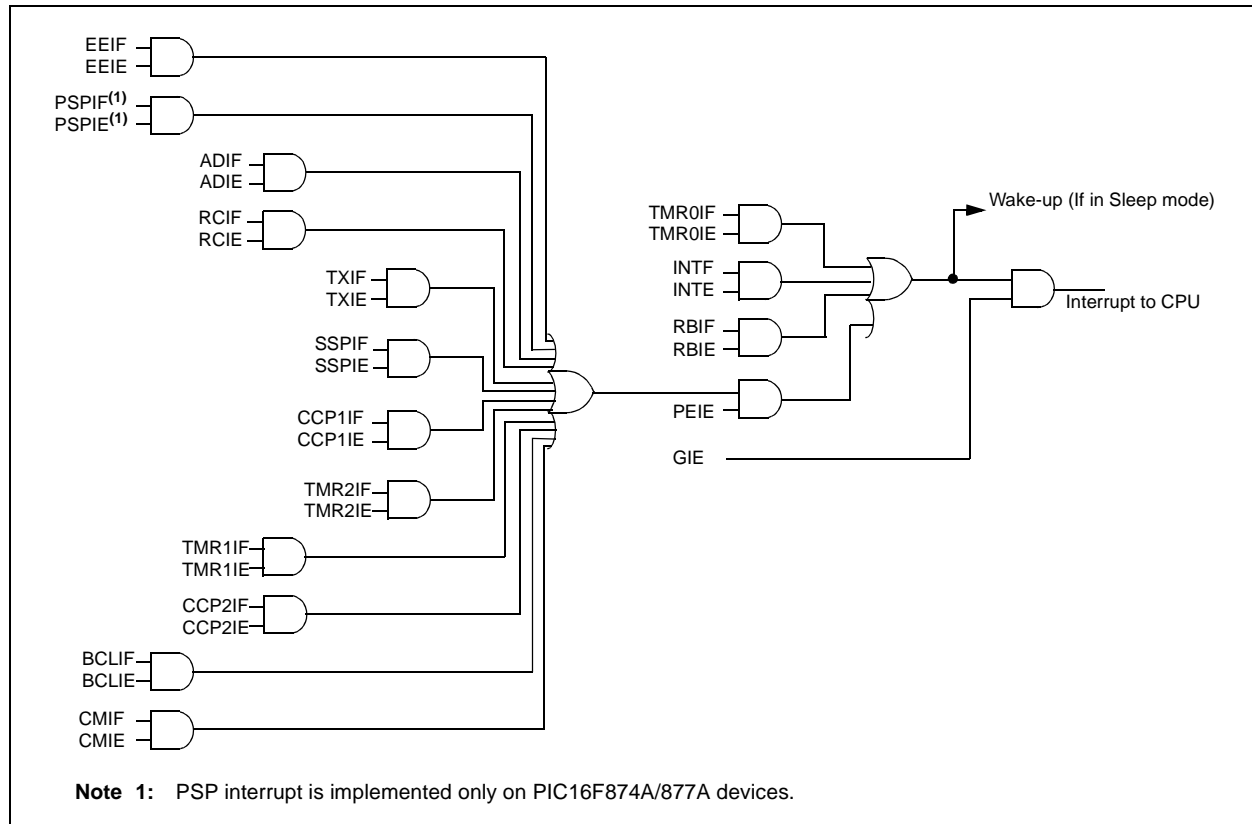 EEIF
EEIE
PSPIF(1)
PSPIE(1)
ADIF
ADIE
RCIF
RCIE
TXIF
TXIE
SSPIF
SSPIE
CCP1IF
CCP1IE
TMR2IF
TMR2IE
TMR1IF
TMR1IE
CCP2IF
CCP2IE
BCLIF
BCLIE
CMIF
CMIE
TMR0IF
TMR0IE
INTF
INTE
RBIF
RBIE
PEIE
GIE
Wake-up (If in Sleep mode)
Interrupt to CPU
Note 1: PSP interrupt is implemented only on PIC16F874A/877A devices.